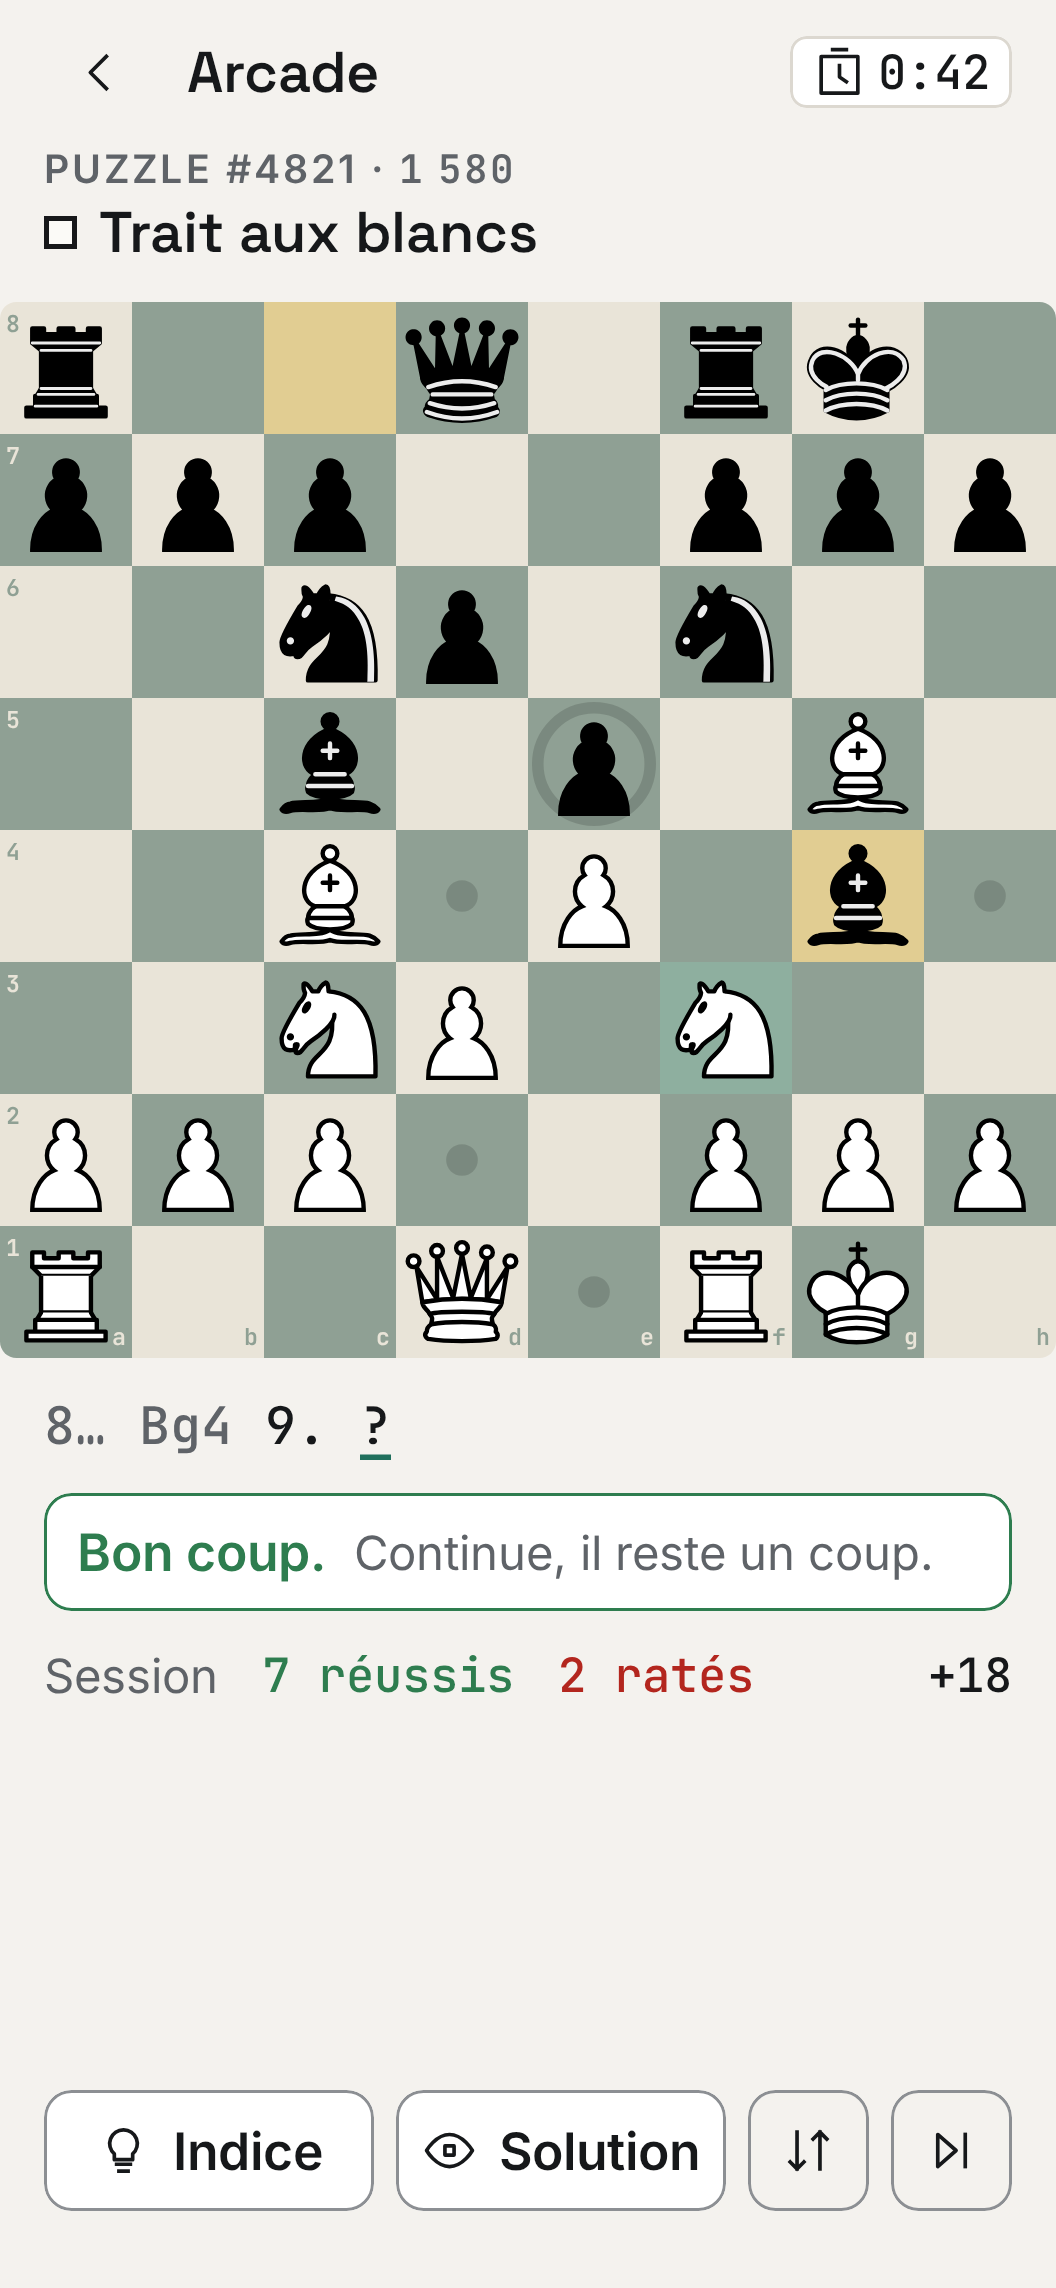 Arcade
0:42
PUZZLE #4821 · 1 580
Trait aux blancs
8
7
6
5
4
3
2
1
a b c d e f g h
8… Bg4 9. ?
Bon coup. Continue, il reste un coup.
Session 7 réussis 2 ratés +18
Indice
Solution